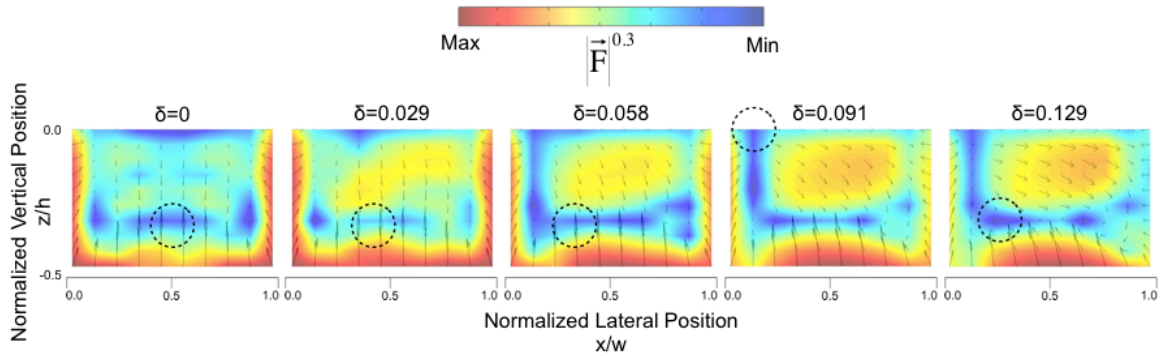 Max
Min
|F|0.3
δ=0
δ=0.029
δ=0.058
δ=0.091
δ=0.129
Normalized Vertical Position
z/h
0.0
-0.5
0.0 0.5 1.0
0.0 0.5 1.0
0.0 0.5 1.0
0.0 0.5 1.0
0.0 0.5 1.0
Normalized Lateral Position
x/w